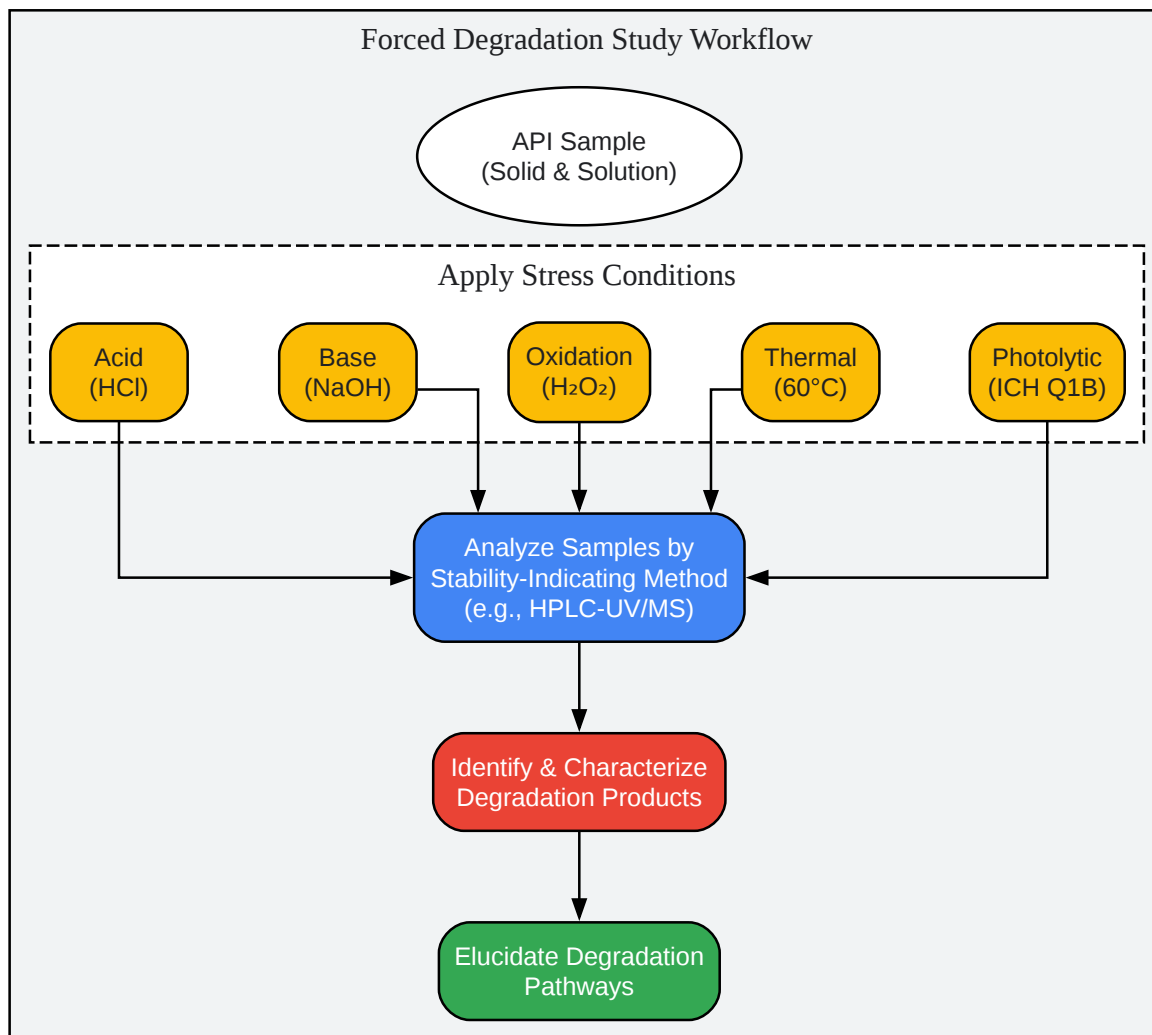 Forced Degradation Study Workflow
API Sample
(Solid & Solution)
Apply Stress Conditions
Acid
(HCl)
Base
(NaOH)
Oxidation
(H₂O₂)
Thermal
(60°C)
Photolytic
(ICH Q1B)
Analyze Samples by
Stability-Indicating Method
(e.g., HPLC-UV/MS)
Identify & Characterize
Degradation Products
Elucidate Degradation
Pathways